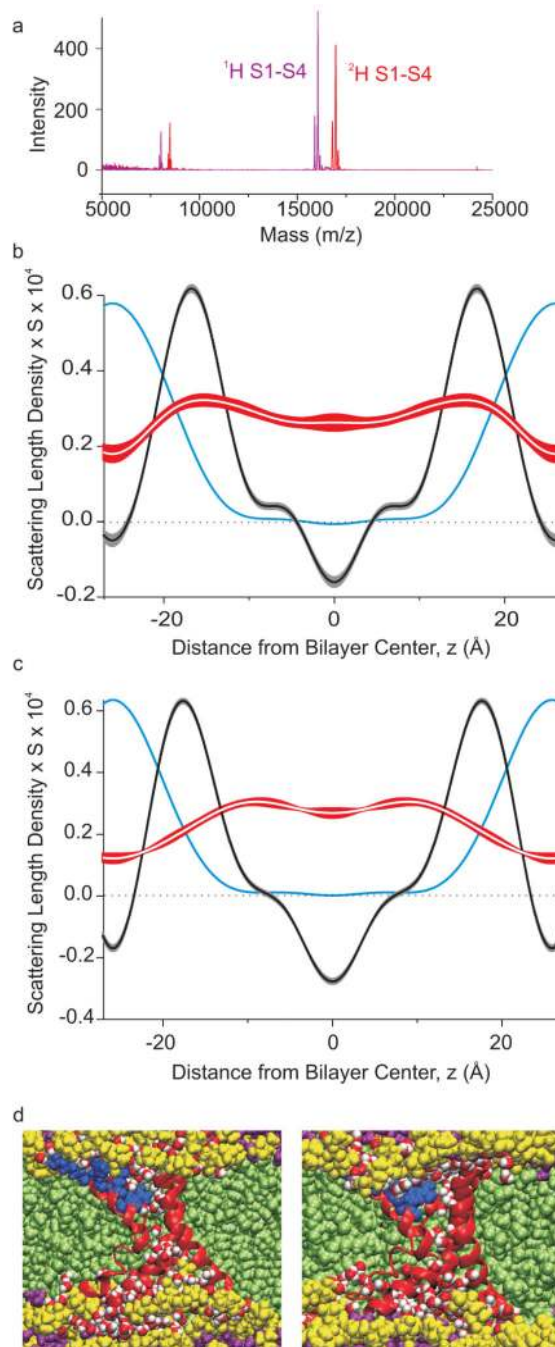 a
400
200
0
Intensity
¹H S1-S4
²H S1-S4
5000
10000
15000
20000
25000
Mass (m/z)
b
0.6
0.4
0.2
0.0
-0.2
Scattering Length Density x S x 10⁴
-20
0
20
Distance from Bilayer Center, z (Å)
c
0.6
0.4
0.2
0.0
-0.2
-0.4
Scattering Length Density x S x 10⁴
-20
0
20
Distance from Bilayer Center, z (Å)
d